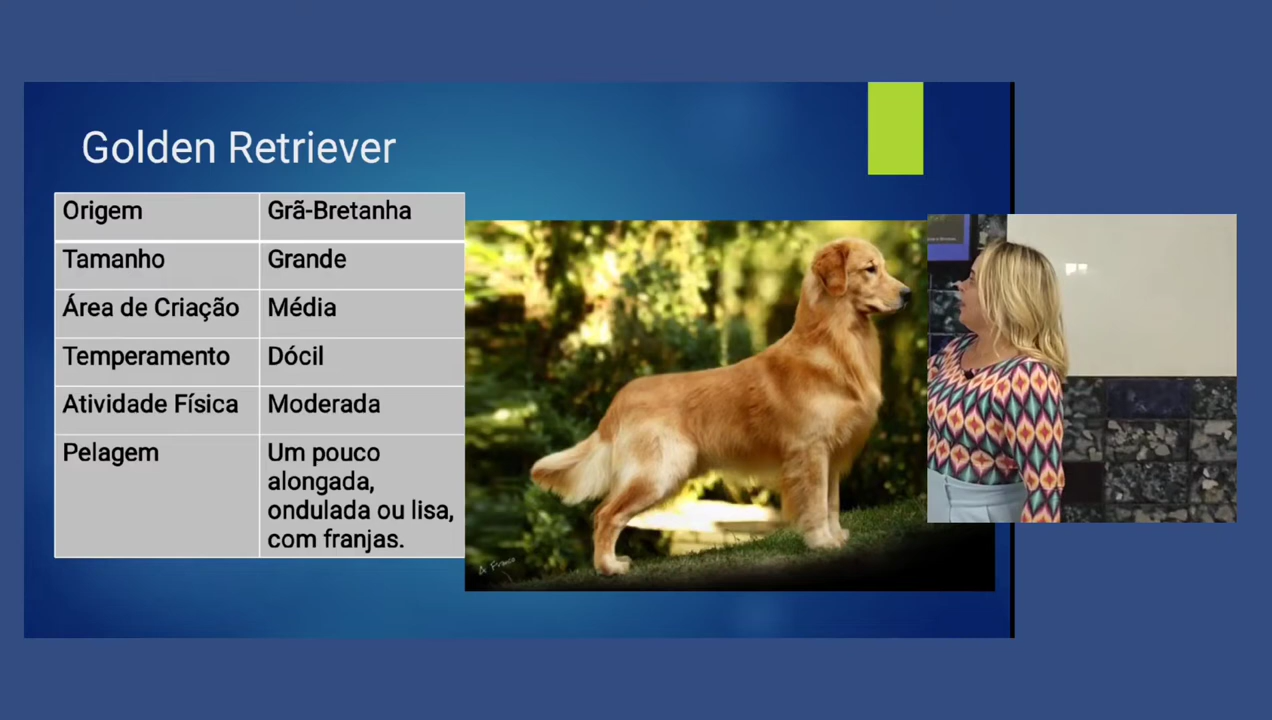 Golden Retriever
Origem Grã-Bretanha
Tamanho Grande
Área de Criação Média
Temperamento Dócil
Atividade Física Moderada
Pelagem Um pouco
alongada,
ondulada ou lisa,
com franjas.